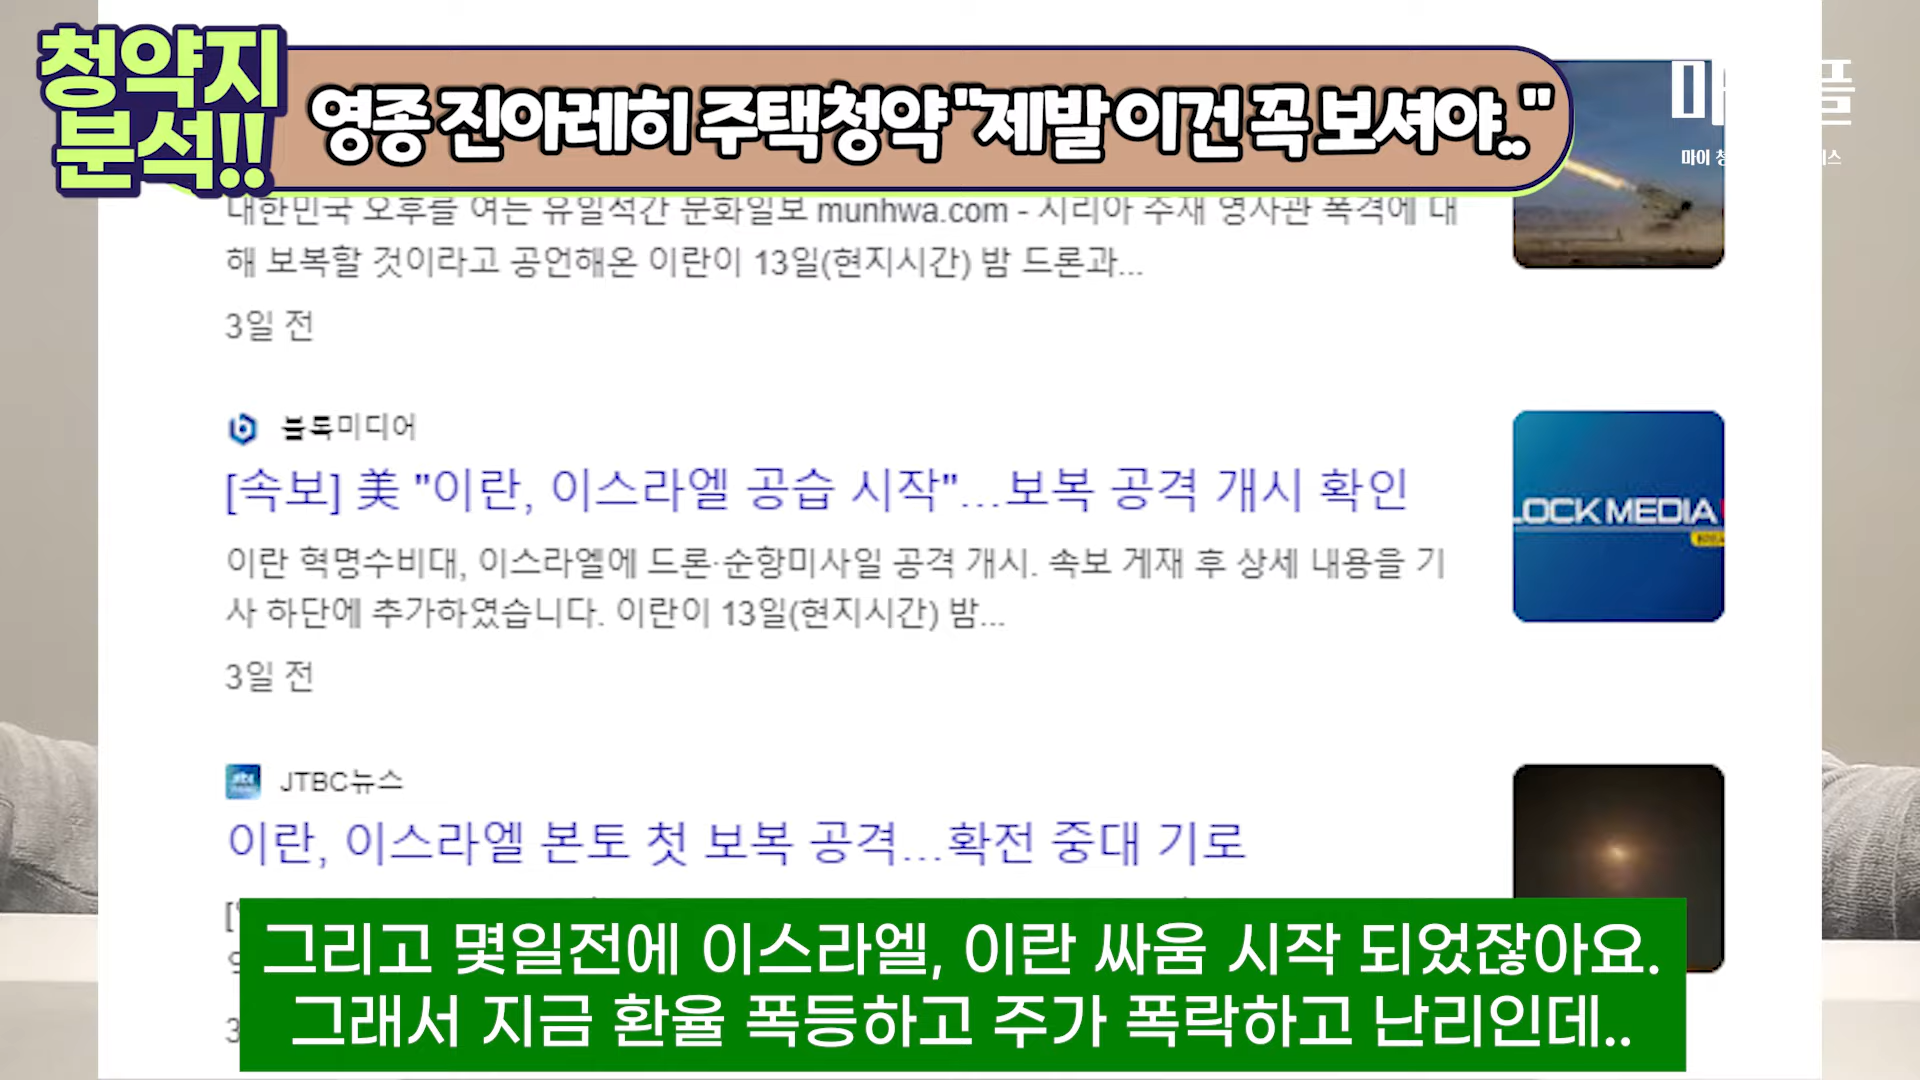 청약지
분석!!
영종 진아레히 주택청약 "제발 이건 꼭 보셔야.."
마 플
마이 청 스
대한민국 오후를 여는 유일석간 문화일보 munhwa.com - 시리아 주재 영사관 폭격에 대
해 보복할 것이라고 공언해온 이란이 13일(현지시간) 밤 드론과...
3일 전
블록미디어
[속보] 美 "이란, 이스라엘 공습 시작"...보복 공격 개시 확인
이란 혁명수비대, 이스라엘에 드론·순항미사일 공격 개시. 속보 게재 후 상세 내용을 기
사 하단에 추가하였습니다. 이란이 13일(현지시간) 밤...
LOCK MEDIA
3일 전
JTBC뉴스
이란, 이스라엘 본토 첫 보복 공격...확전 중대 기로
그리고 몇일전에 이스라엘, 이란 싸움 시작 되었잖아요.
그래서 지금 환율 폭등하고 주가 폭락하고 난리인데..